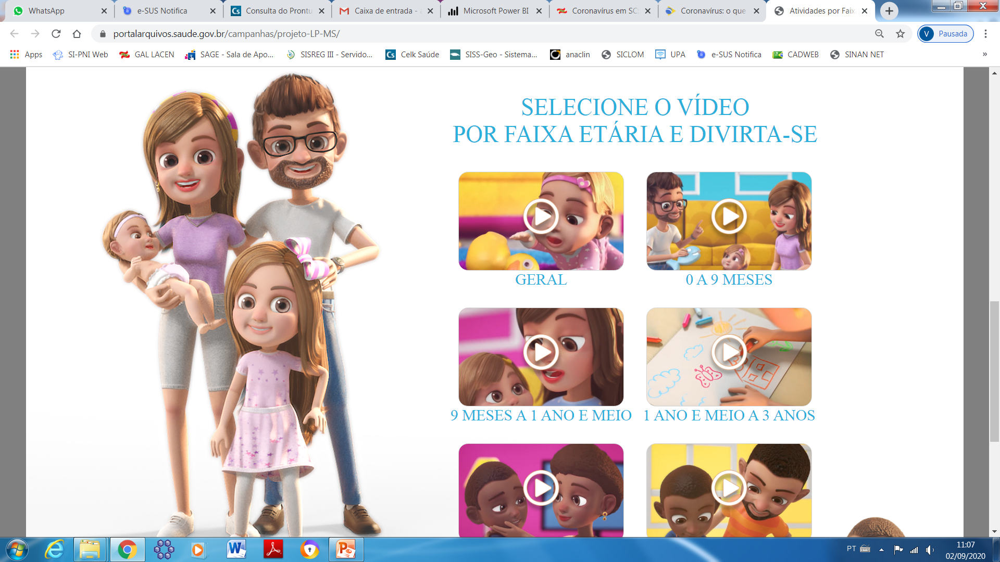 WhatsApp
e-SUS Notifica
Consulta do Prontu
Caixa de entrada - a
Microsoft Power BI
Coronavírus em SC
Coronavírus: o que
Atividades por Faix
portalarquivos.saude.gov.br/campanhas/projeto-LP-MS/
V Pausada
Apps
SI-PNI Web
GAL LACEN
SAGE - Sala de Apo...
SISREG III - Servido...
Cs Celk Saúde
SISS-Geo - Sistema...
anaclin
SICLOM
UPA
e-SUS Notifica
CADWEB
SINAN NET
»
SELECIONE O VÍDEO
POR FAIXA ETÁRIA E DIVIRTA-SE
GERAL
0 A 9 MESES
9 MESES A 1 ANO E MEIO
1 ANO E MEIO A 3 ANOS
PT
11:07
02/09/2020